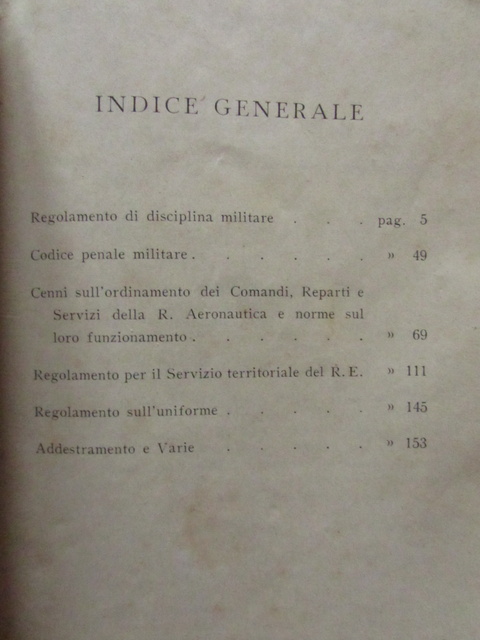 INDICE GENERALE
Regolamento di disciplina militare . . . pag. 5
Codice penale militare . . . . . . » 49
Cenni sull'ordinamento dei Comandi, Reparti e
Servizi della R. Aeronautica e norme sul
loro funzionamento . . . . . . » 69
Regolamento per il Servizio territoriale del R. E. » 111
Regolamento sull'uniforme . . . . . » 145
Addestramento e Varie . . . . . » 153